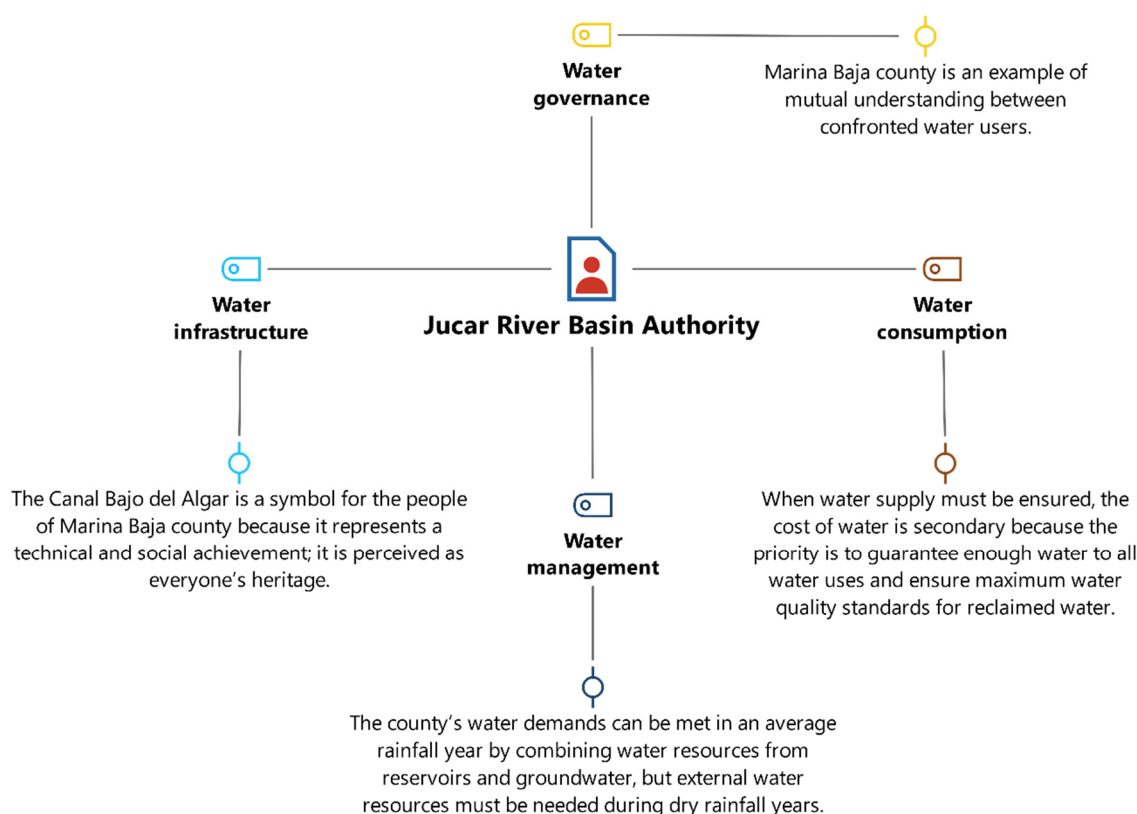 Water
governance
Marina Baja county is an example of
mutual understanding between
confronted water users.
Jucar River Basin Authority
Water
infrastructure
The Canal Bajo del Algar is a symbol for the people
of Marina Baja county because it represents a
technical and social achievement; it is perceived as
everyone's heritage.
Water
consumption
When water supply must be ensured, the
cost of water is secondary because the
priority is to guarantee enough water to all
water uses and ensure maximum water
quality standards for reclaimed water.
Water
management
The county's water demands can be met in an average
rainfall year by combining water resources from
reservoirs and groundwater, but external water
resources must be needed during dry rainfall years.